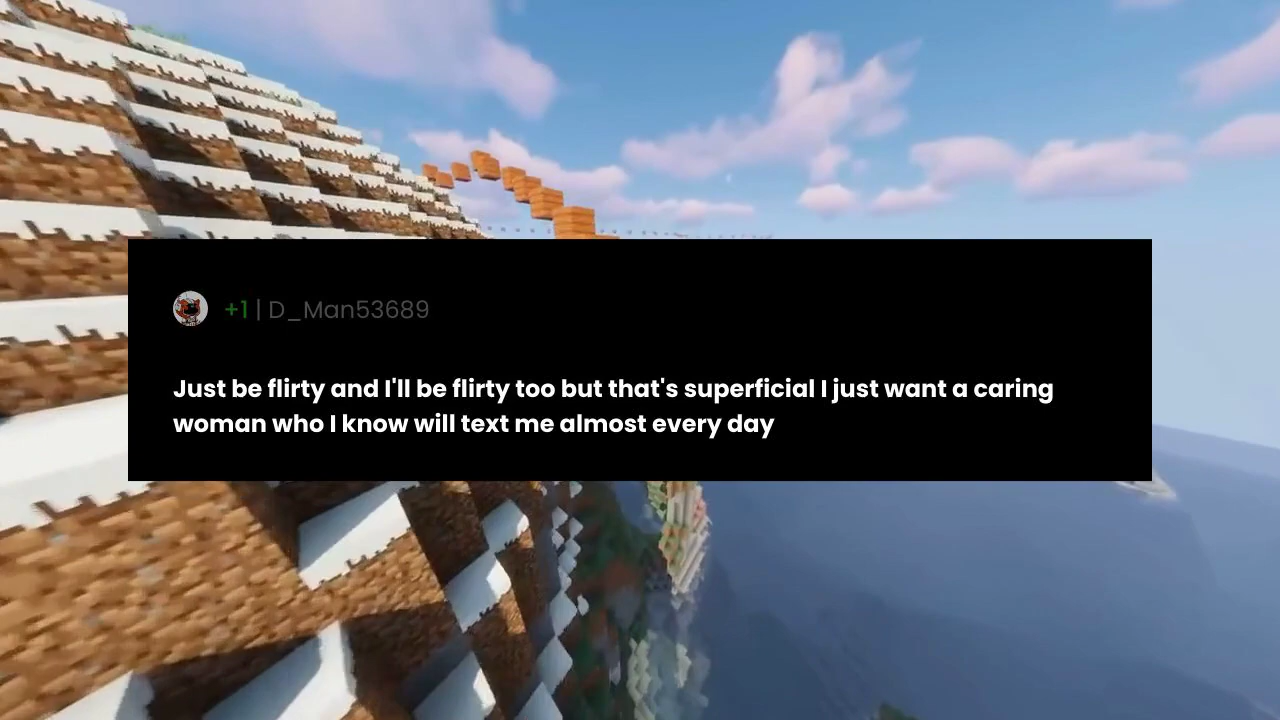 +1 | D_Man53689
Just be flirty and I'll be flirty too but that's superficial I just want a caring
woman who I know will text me almost every day